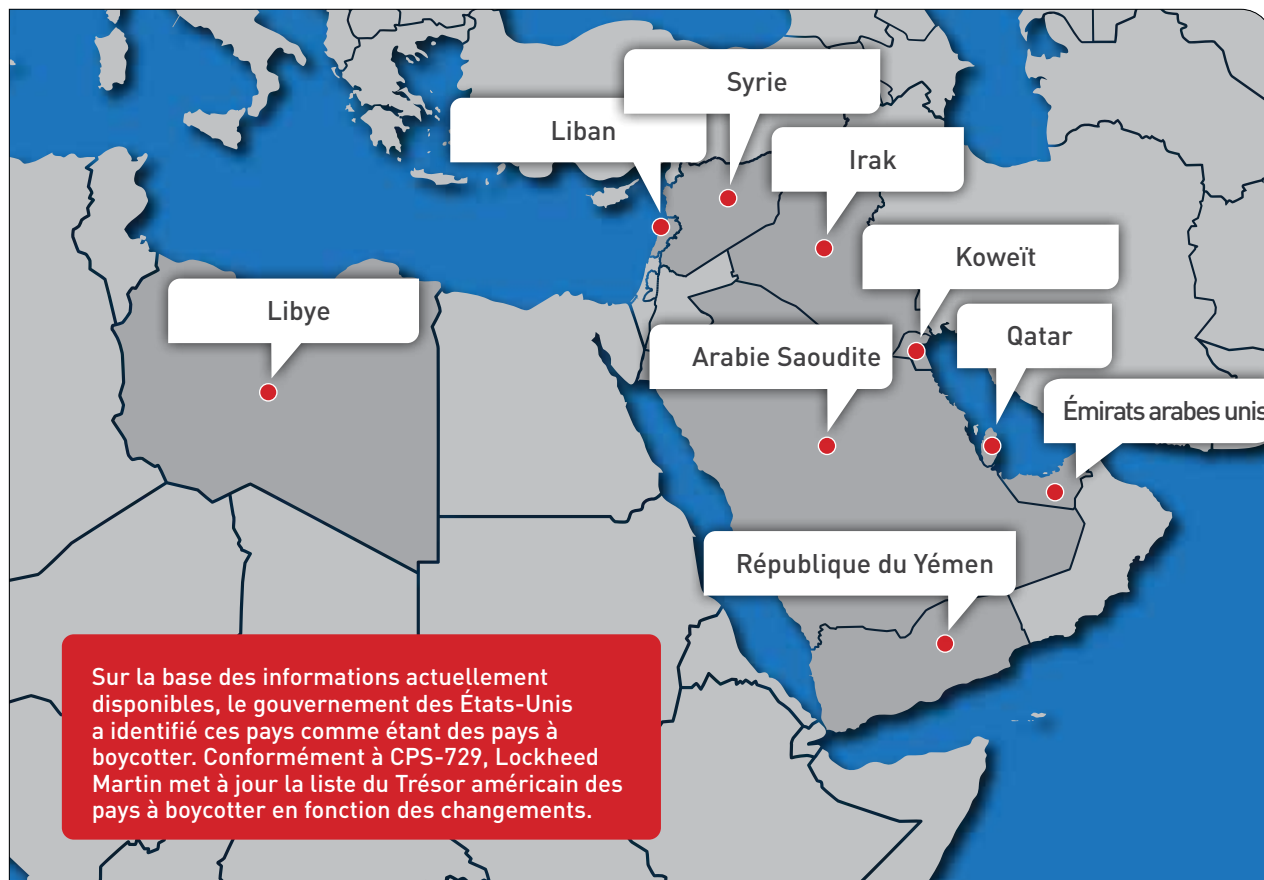 Syrie
Liban
Irak
Koweït
Libye
Qatar
Arabie Saoudite
Émirats arabes unis
République du Yémen
Sur la base des informations actuellement
disponibles, le gouvernement des États-Unis
a identifié ces pays comme étant des pays à
boycotter. Conformément à CPS-729, Lockheed
Martin met à jour la liste du Trésor américain des
pays à boycotter en fonction des changements.